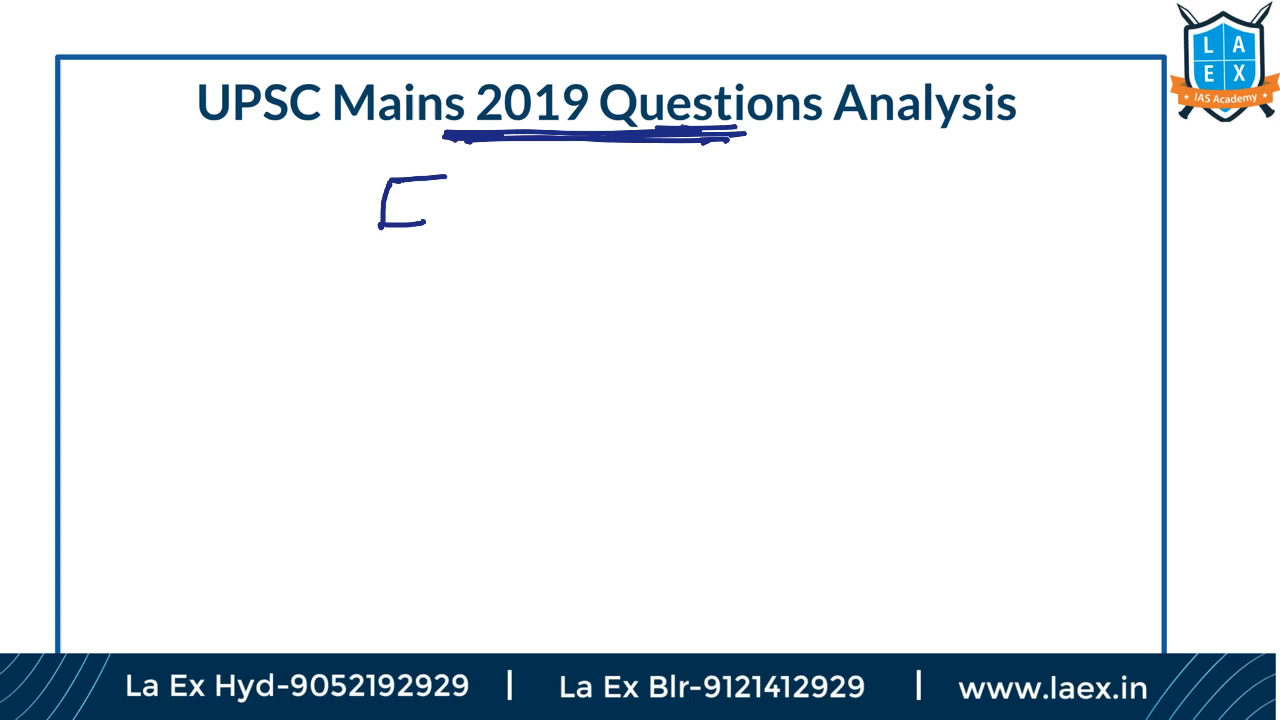 L A
E X
IAS Academy
UPSC Mains 2019 Questions Analysis
La Ex Hyd-9052192929 | La Ex Blr-9121412929 | www.laex.in